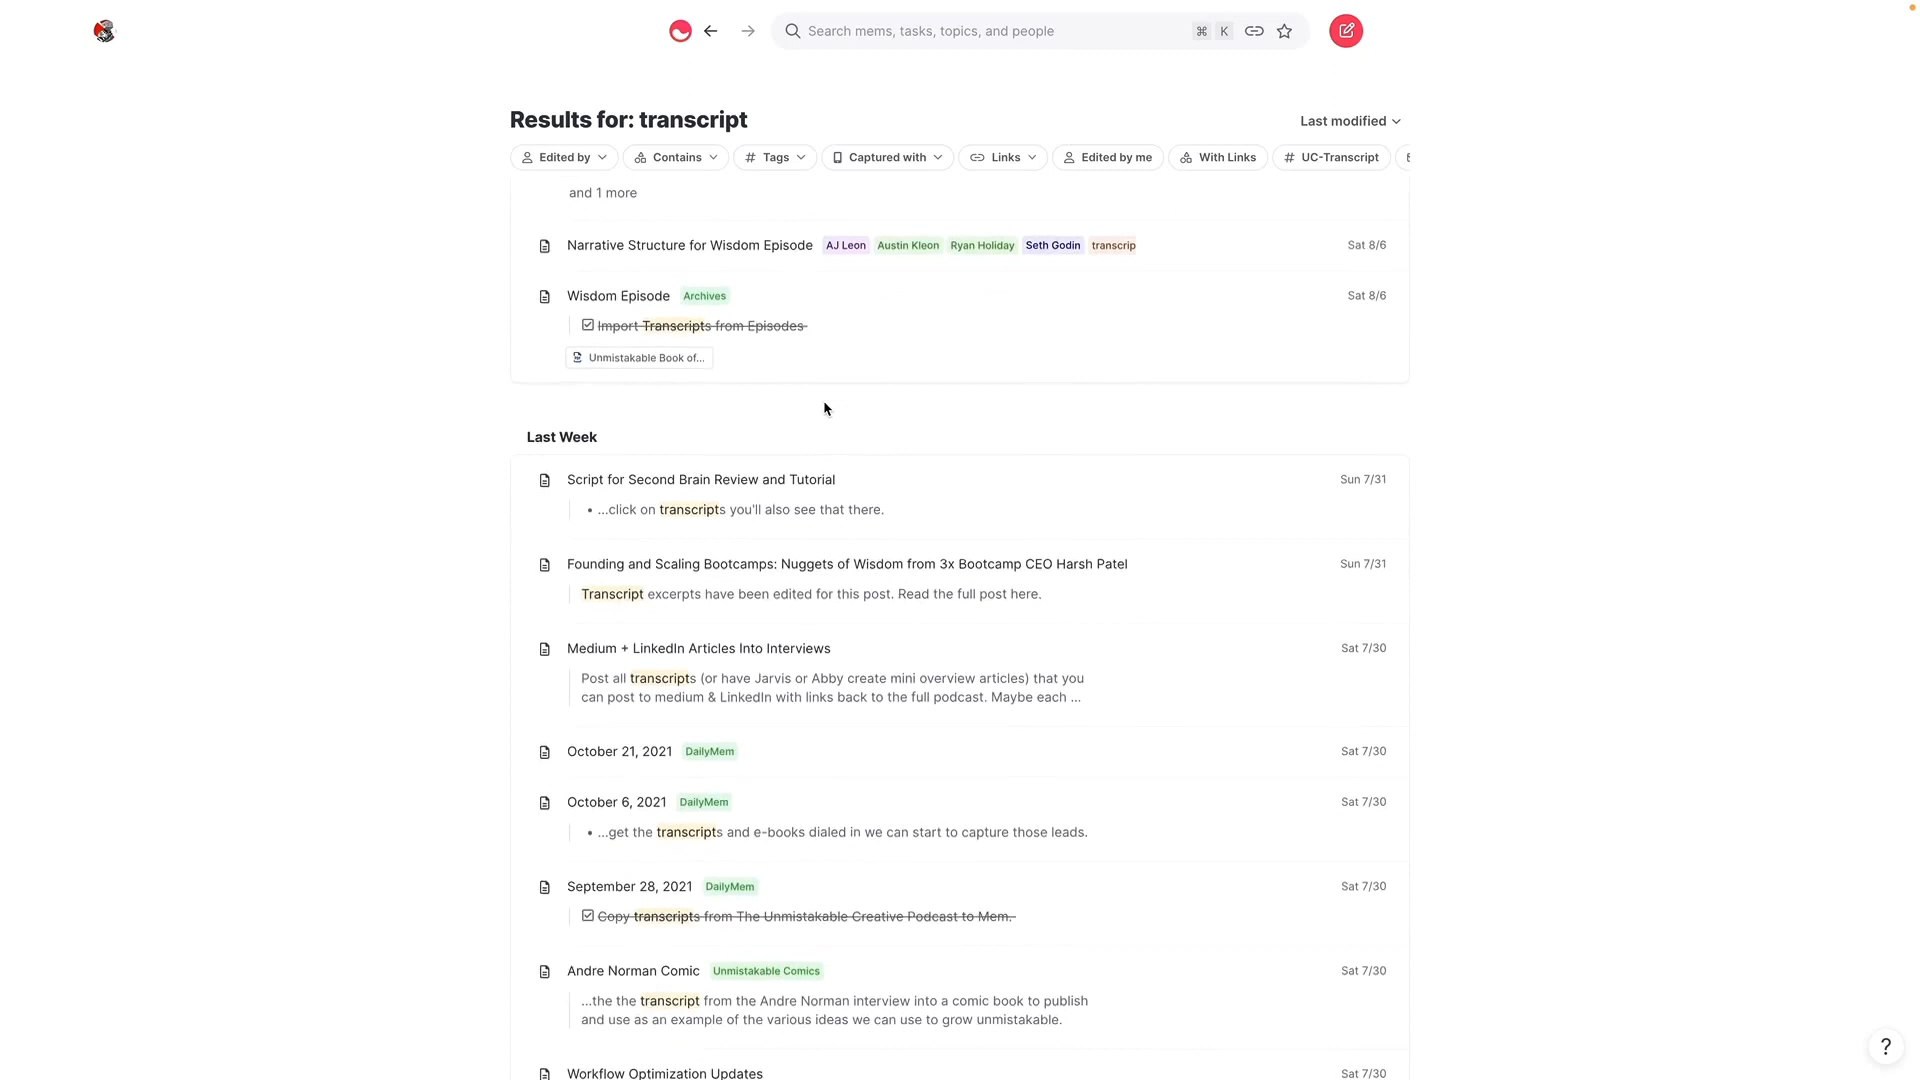 Search mems, tasks, topics, and people ⌘ K
Results for: transcript
Last modified
Edited by Contains # Tags Captured with Links Edited by me With Links # UC-Transcript
and 1 more
Narrative Structure for Wisdom Episode AJ Leon Austin Kleon Ryan Holiday Seth Godin transcrip Sat 8/6
Wisdom Episode Archives Sat 8/6
Import Transcripts from Episodes
Unmistakable Book of...
Last Week
Script for Second Brain Review and Tutorial Sun 7/31
• ...click on transcripts you'll also see that there.
Founding and Scaling Bootcamps: Nuggets of Wisdom from 3x Bootcamp CEO Harsh Patel Sun 7/31
Transcript excerpts have been edited for this post. Read the full post here.
Medium + LinkedIn Articles Into Interviews Sat 7/30
Post all transcripts (or have Jarvis or Abby create mini overview articles) that you
can post to medium & LinkedIn with links back to the full podcast. Maybe each ...
October 21, 2021 DailyMem Sat 7/30
October 6, 2021 DailyMem Sat 7/30
• ...get the transcripts and e-books dialed in we can start to capture those leads.
September 28, 2021 DailyMem Sat 7/30
Copy transcripts from The Unmistakable Creative Podcast to Mem.
Andre Norman Comic Unmistakable Comics Sat 7/30
...the the transcript from the Andre Norman interview into a comic book to publish
and use as an example of the various ideas we can use to grow unmistakable.
?
Workflow Optimization Updates Sat 7/30